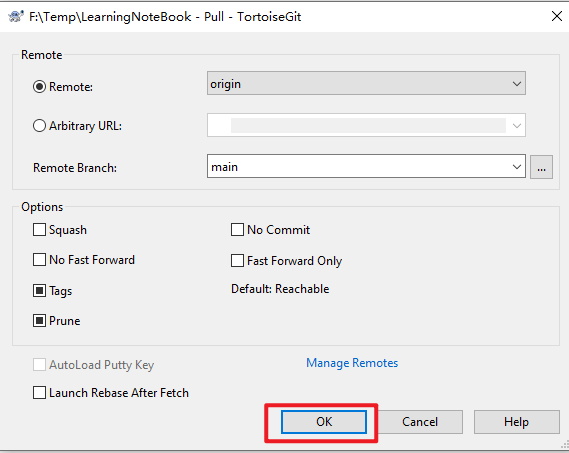 F:\Temp\LearningNoteBook - Pull - TortoiseGit
Remote
Remote:
origin
Arbitrary URL:
Remote Branch:
main
...
Options
Squash
No Commit
No Fast Forward
Fast Forward Only
Tags
Default: Reachable
Prune
AutoLoad Putty Key
Manage Remotes
Launch Rebase After Fetch
OK
Cancel
Help